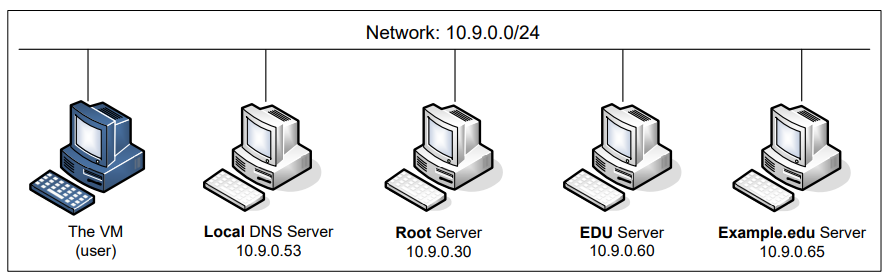 Network: 10.9.0.0/24
The VM
(user)
Local DNS Server
10.9.0.53
Root Server
10.9.0.30
EDU Server
10.9.0.60
Example.edu Server
10.9.0.65